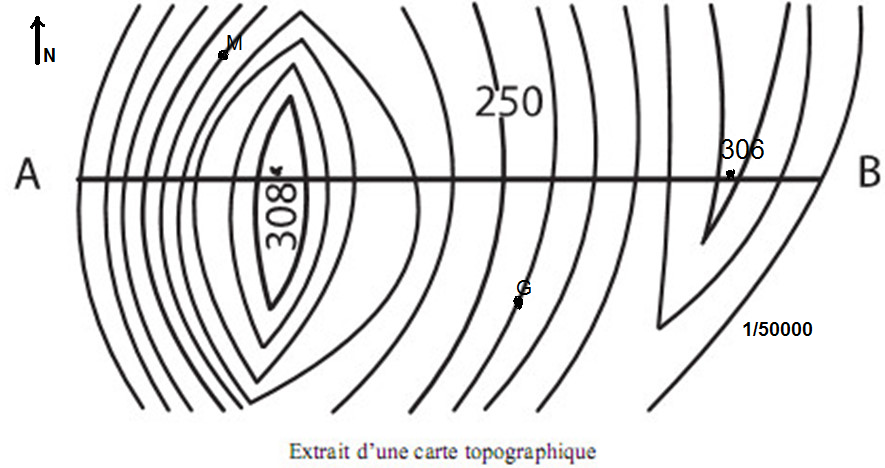 N
M
250
A
306
B
308
G
1/50000
Extrait d'une carte topographique